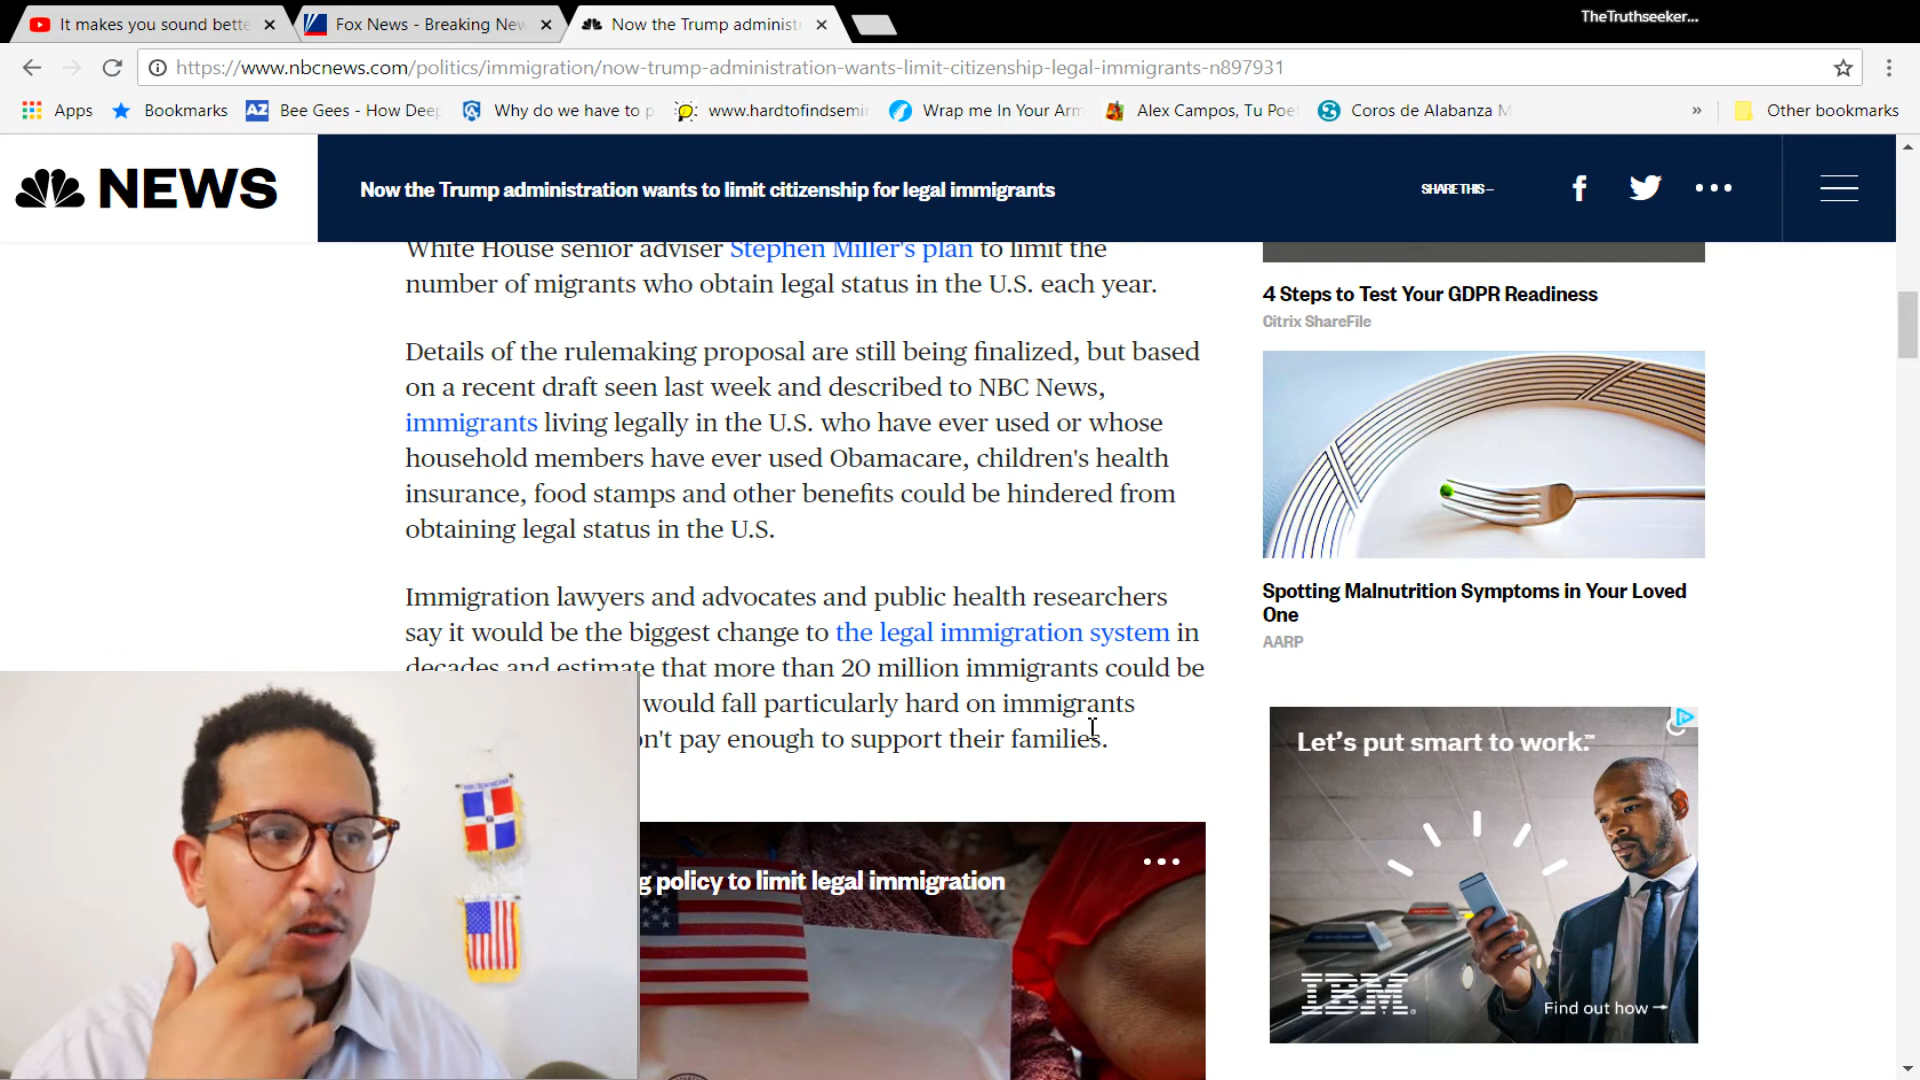 It makes you sound bette
Fox News - Breaking New
Now the Trump administ
TheTruthseeker...
https://www.nbcnews.com/politics/immigration/now-trump-administration-wants-limit-citizenship-legal-immigrants-n897931
Apps
Bookmarks
AZ
Bee Gees - How Deep
Why do we have to p
www.hardtofindsemi
Wrap me In Your Arm
Alex Campos, Tu Poe
Coros de Alabanza M
»
Other bookmarks
NEWS
Now the Trump administration wants to limit citizenship for legal immigrants
SHARE THIS —
White House senior adviser Stephen Miller's plan to limit the
number of migrants who obtain legal status in the U.S. each year.
Details of the rulemaking proposal are still being finalized, but based
on a recent draft seen last week and described to NBC News,
immigrants living legally in the U.S. who have ever used or whose
household members have ever used Obamacare, children's health
insurance, food stamps and other benefits could be hindered from
obtaining legal status in the U.S.
Immigration lawyers and advocates and public health researchers
say it would be the biggest change to the legal immigration system in
decades and estimate that more than 20 million immigrants could be
would fall particularly hard on immigrants
n't pay enough to support their families.
g policy to limit legal immigration
4 Steps to Test Your GDPR Readiness
Citrix ShareFile
Spotting Malnutrition Symptoms in Your Loved
One
AARP
Let's put smart to work.™
IBM
Find out how →